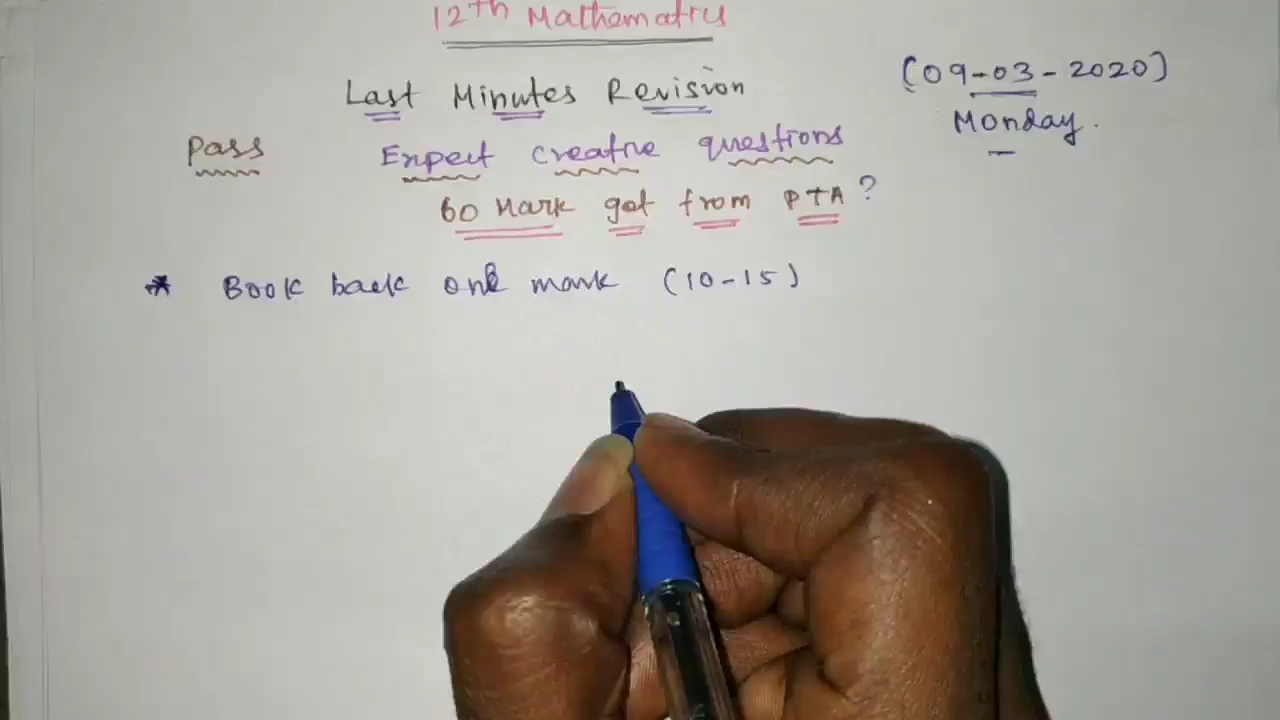 12th Mathematics
Last Minutes Revision
(09-03-2020)
Monday.
Pass
Expect creative questions
60 Mark got from PTA?
* Book back one mark (10-15)